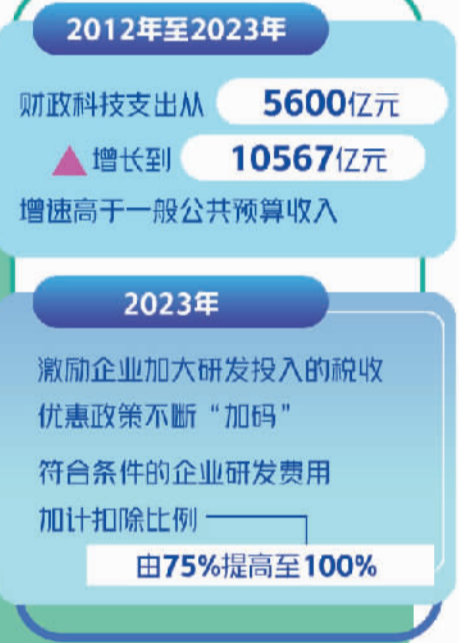 2012年至2023年
财政科技支出从 5600亿元
增长到 10567亿元
增速高于一般公共预算收入
2023年
激励企业加大研发投入的税收
优惠政策不断“加码”
符合条件的企业研发费用
加计扣除比例
由75%提高至100%